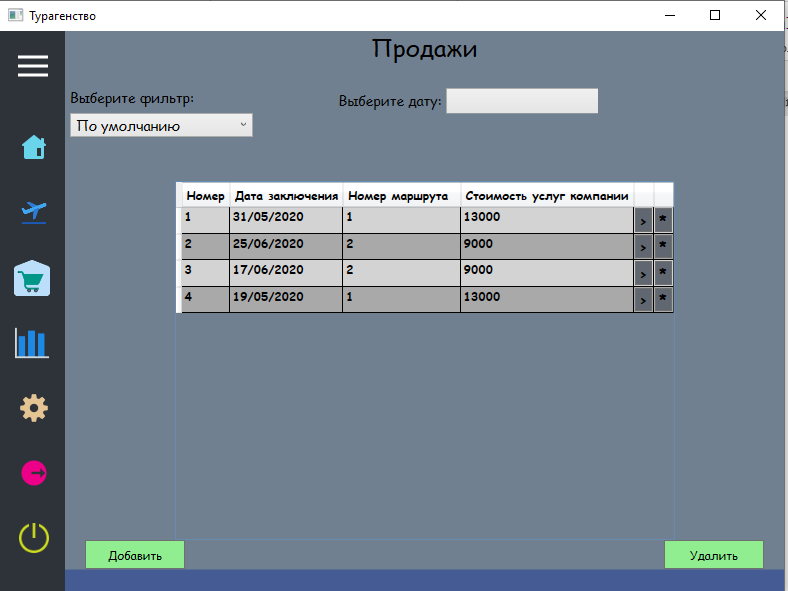 Турагенство
Продажи
Выберите фильтр:
Выберите дату:
По умолчанию
Номер Дата заключения Номер маршрута Стоимость услуг компании
1 31/05/2020 1 13000 > *
2 25/06/2020 2 9000 > *
3 17/06/2020 2 9000 > *
4 19/05/2020 1 13000 > *
Добавить
Удалить